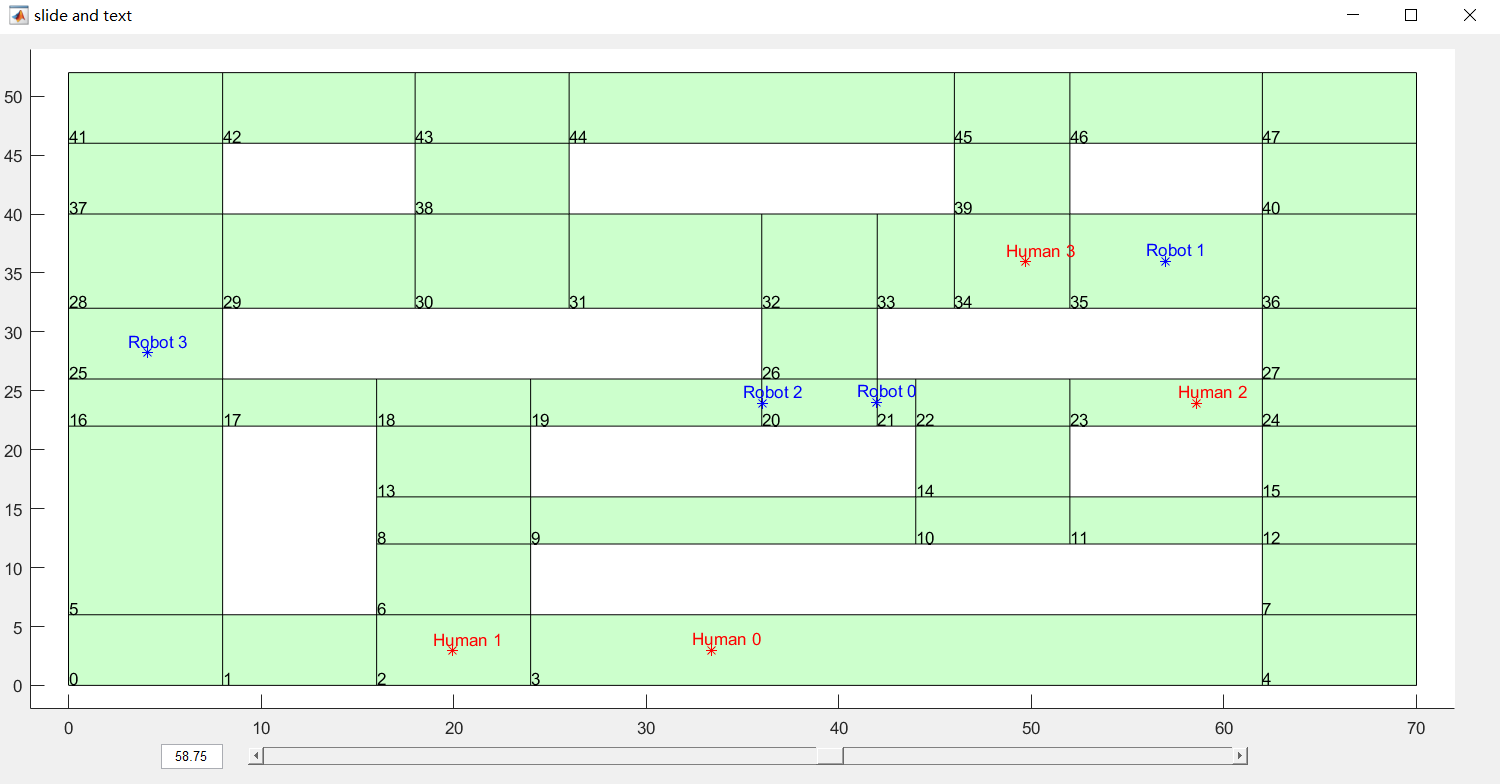 slide and text
50
41 42 43 44 45 46 47
45
37 38 39 40
40
Human 3 Robot 1
35
28 29 30 31 32 33 34 35 36
30
Robot 3
25 26 27
25
Robot 2 Robot 0 Human 2
16 17 18 19 20 21 22 23 24
20
13 14 15
15
8 9 10 11 12
10
5 6 7
5
Human 1 Human 0
0 1 2 3 4
0
0 10 20 30 40 50 60 70
58.75